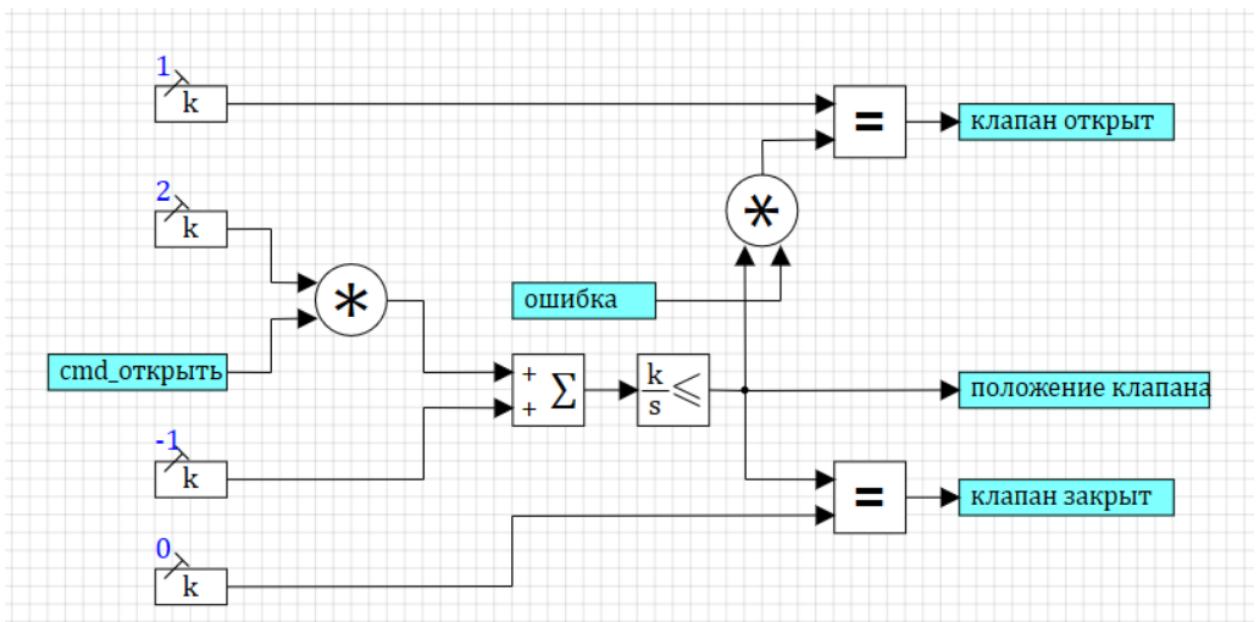 1
k
=
клапан открыт
2
k
*
*
ошибка
cmd_открыть
+
+ Σ
k
s ≤
положение клапана
-1
k
=
клапан закрыт
0
k